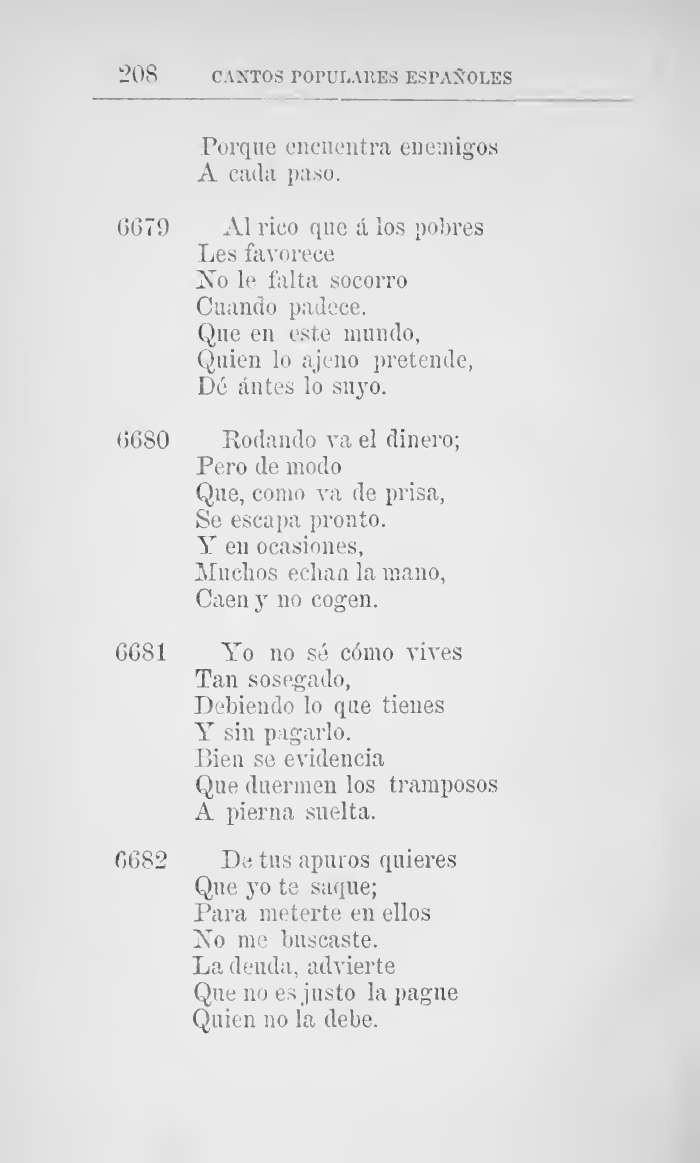 208 CANTOS POPULARES ESPAÑOLES
Porque encuentra enemigos
A cada paso.
6679 Al rico que á los pobres
Les favorece
No le falta socorro
Cuando padece.
Que en este mundo,
Quien lo ajeno pretende,
Dé ántes lo suyo.
6680 Rodando va el dinero;
Pero de modo
Que, como va de prisa,
Se escapa pronto.
Y en ocasiones,
Muchos echan la mano,
Caen y no cogen.
6681 Yo no sé cómo vives
Tan sosegado,
Debiendo lo que tienes
Y sin pagarlo.
Bien se evidencia
Que duermen los tramposos
A pierna suelta.
6682 De tus apuros quieres
Que yo te saque;
Para meterte en ellos
No me buscaste.
La deuda, advierte
Que no es justo la pague
Quien no la debe.